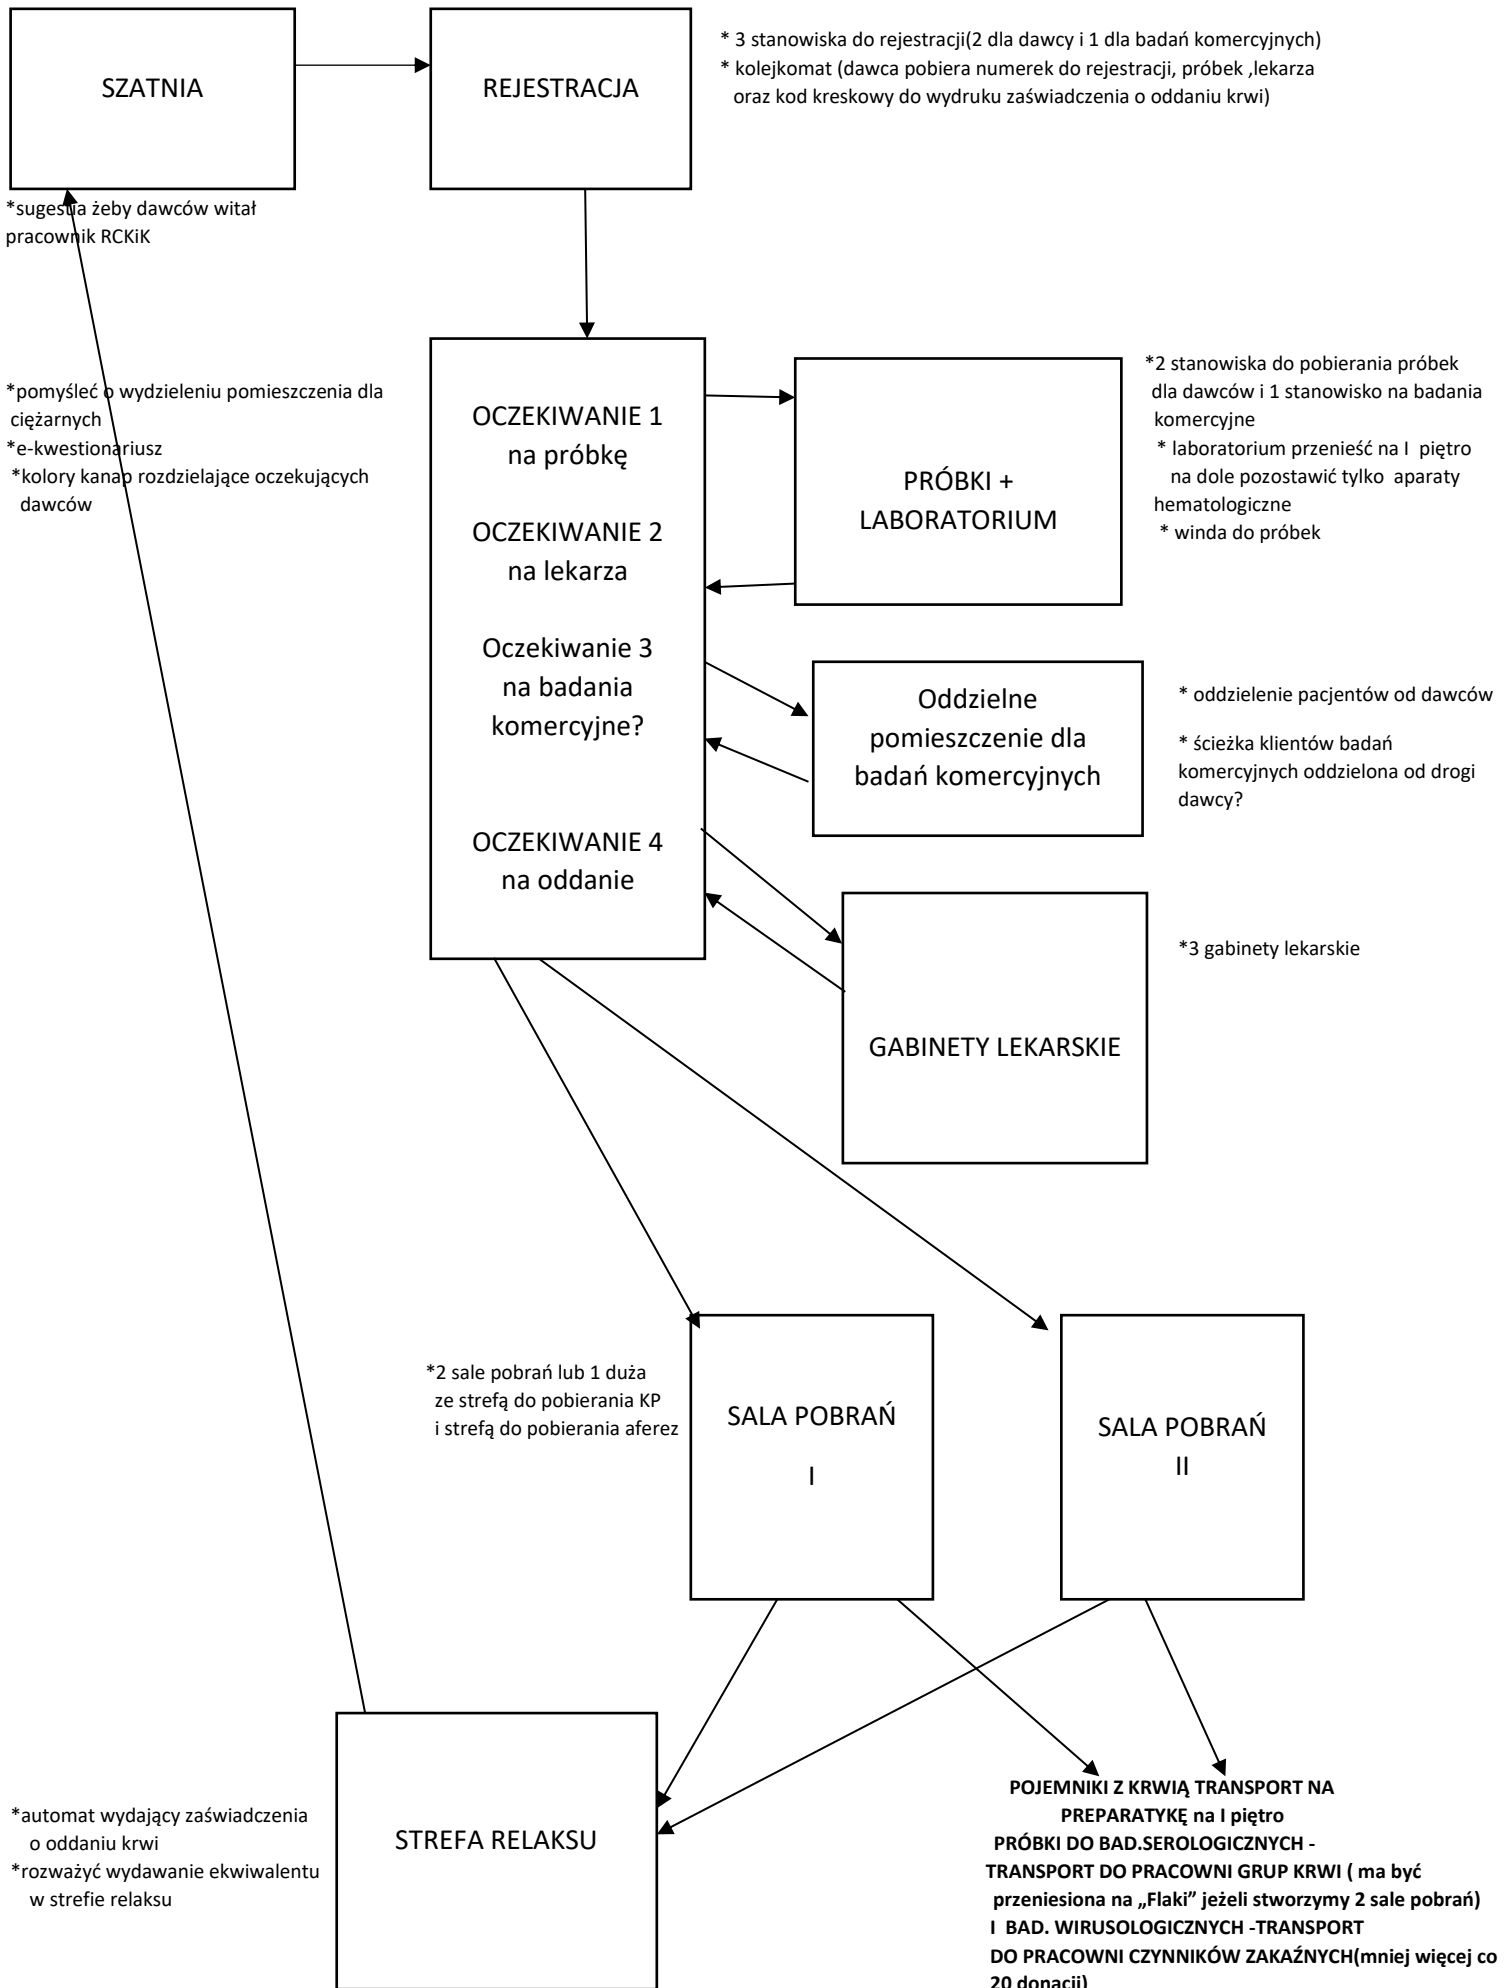 SZATNIA
REJESTRACJA
* 3 stanowiska do rejestracji(2 dla dawcy i 1 dla badań komercyjnych)
* kolejkomat (dawca pobiera numerek do rejestracji, próbek ,lekarza
oraz kod kreskowy do wydruku zaświadczenia o oddaniu krwi)
*sugestia żeby dawców witał
pracownik RCKiK
*pomyśleć o wydzieleniu pomieszczenia dla
ciężarnych
*e-kwestionariusz
*kolory kanap rozdzielające oczekujących
dawców
OCZEKIWANIE 1
na próbkę
OCZEKIWANIE 2
na lekarza
Oczekiwanie 3
na badania
komercyjne?
OCZEKIWANIE 4
na oddanie
PRÓBKI +
LABORATORIUM
*2 stanowiska do pobierania próbek
dla dawców i 1 stanowisko na badania
komercyjne
* laboratorium przenieść na I piętro
na dole pozostawić tylko aparaty
hematologiczne
* winda do próbek
Oddzielne
pomieszczenie dla
badań komercyjnych
* oddzielenie pacjentów od dawców
* ścieżka klientów badań
komercyjnych oddzielona od drogi
dawcy?
GABINETY LEKARSKIE
*3 gabinety lekarskie
*2 sale pobrań lub 1 duża
ze strefą do pobierania KP
i strefą do pobierania aferez
SALA POBRAŃ
I
SALA POBRAŃ
II
*automat wydający zaświadczenia
o oddaniu krwi
*rozważyć wydawanie ekwiwalentu
w strefie relaksu
STREFA RELAKSU
POJEMNIKI Z KRWIĄ TRANSPORT NA
PREPARATYKĘ na I piętro
PRÓBKI DO BAD.SEROLOGICZNYCH -
TRANSPORT DO PRACOWNI GRUP KRWI ( ma być
przeniesiona na „Flaki” jeżeli stworzymy 2 sale pobrań)
I BAD. WIRUSOLOGICZNYCH -TRANSPORT
DO PRACOWNI CZYNNIKÓW ZAKAŹNYCH(mniej więcej co
20 donacji)